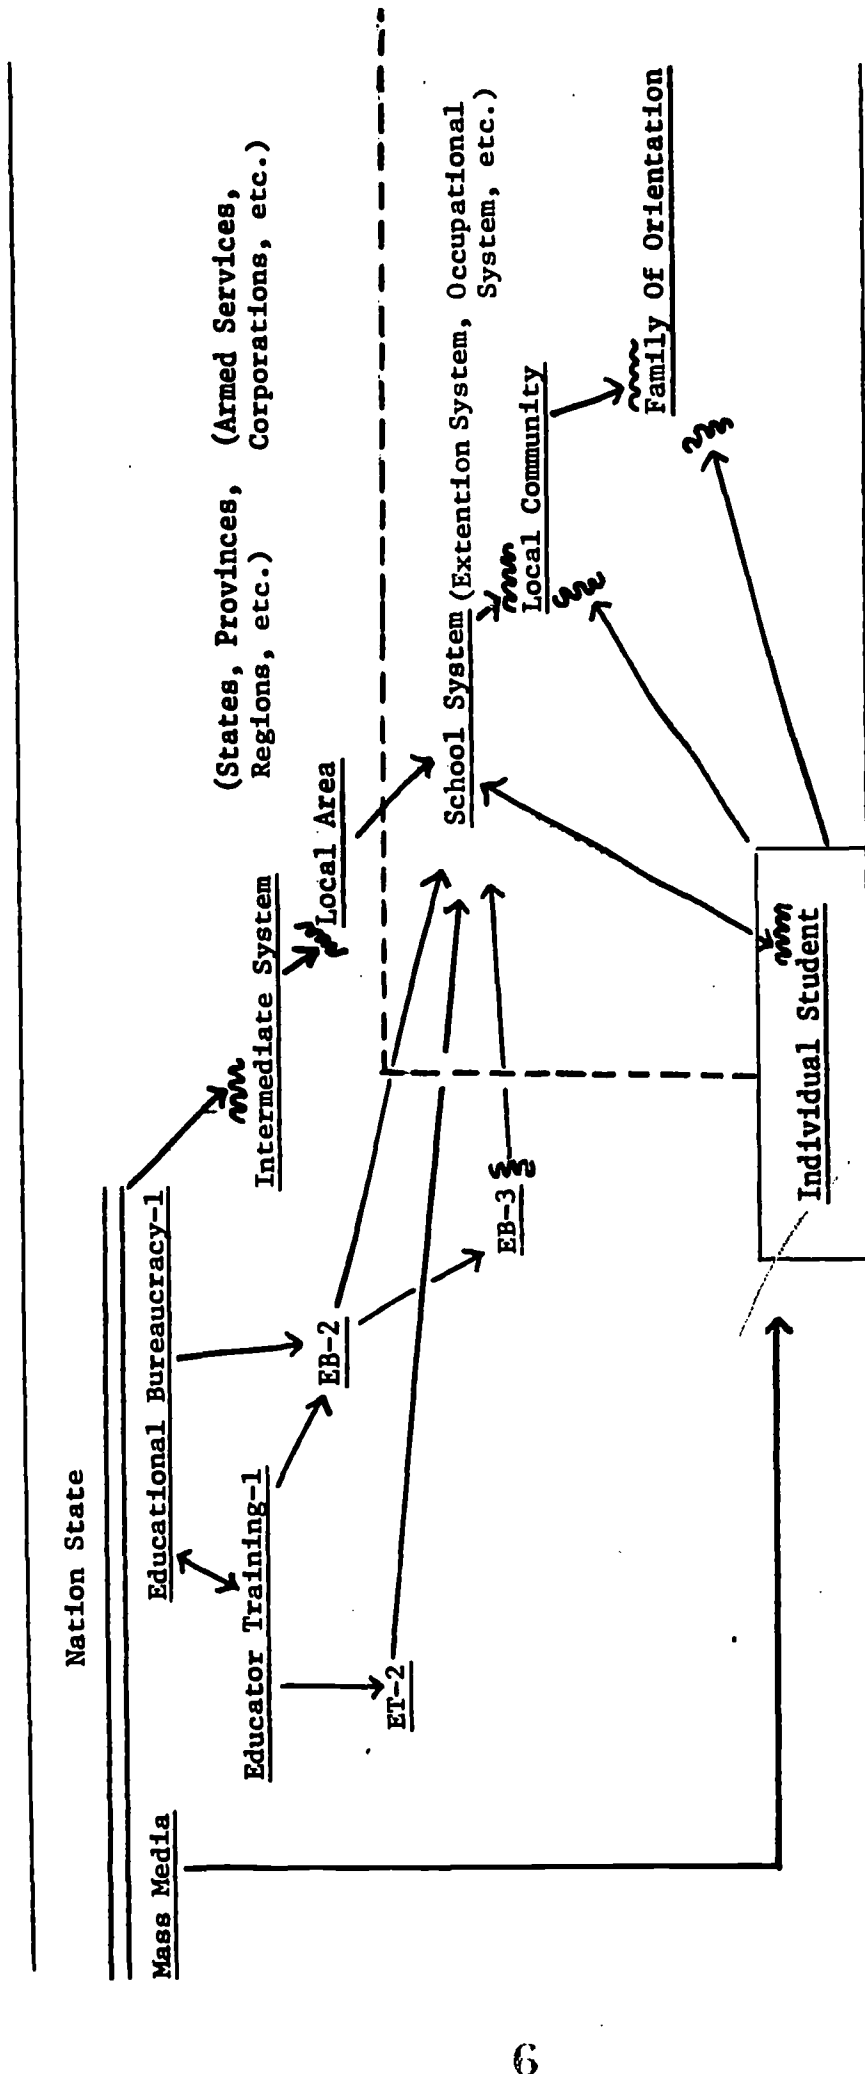 Nation State
Mass Media
Educational Bureaucracy-1
Educator Training-1
Intermediate System
(States, Provinces,
Regions, etc.)
(Armed Services,
Corporations, etc.)
EB-2
Local Area
ET-2
School System (Extention System, Occupational
System, etc.)
EB-3
Local Community
Family Of Orientation
Individual Student
6